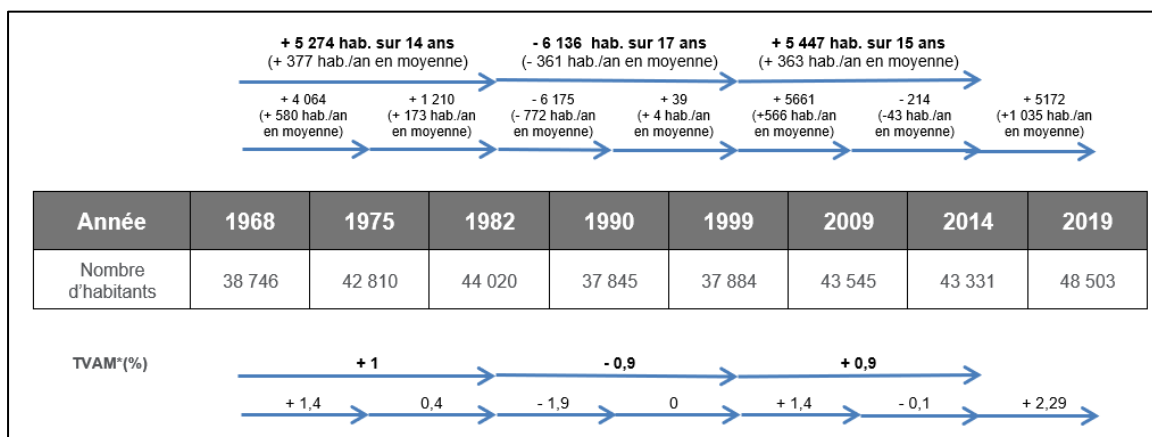 + 5 274 hab. sur 14 ans - 6 136 hab. sur 17 ans + 5 447 hab. sur 15 ans
(+ 377 hab./an en moyenne) (- 361 hab./an en moyenne) (+ 363 hab./an en moyenne)
+ 4 064 + 1 210 - 6 175 + 39 + 5661 - 214 + 5172
(+ 580 hab./an (+ 173 hab./an (- 772 hab./an (+ 4 hab./an (+566 hab./an (-43 hab./an (+1 035 hab./an
en moyenne) en moyenne) en moyenne) en moyenne) en moyenne) en moyenne) en moyenne)
Année 1968 1975 1982 1990 1999 2009 2014 2019
Nombre
d'habitants 38 746 42 810 44 020 37 845 37 884 43 545 43 331 48 503
TVAM*(%) + 1 - 0,9 + 0,9
+ 1,4 0,4 - 1,9 0 + 1,4 - 0,1 + 2,29